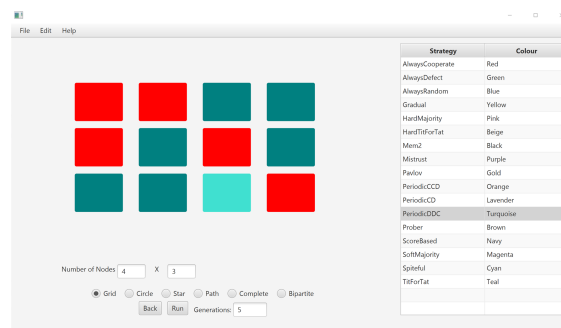 File Edit Help
Strategy Colour
AlwaysCooperate Red
AlwaysDefect Green
AlwaysRandom Blue
Gradual Yellow
HardMajority Pink
HardTitForTat Beige
Mem2 Black
Mistrust Purple
Pavlov Gold
PeriodicCCD Orange
PeriodicCD Lavender
PeriodicDDC Turquoise
Prober Brown
ScoreBased Navy
SoftMajority Magenta
Spiteful Cyan
TitForTat Teal
Number of Nodes 4 X 3
Grid Circle Star Path Complete Bipartite
Back Run Generations: 5